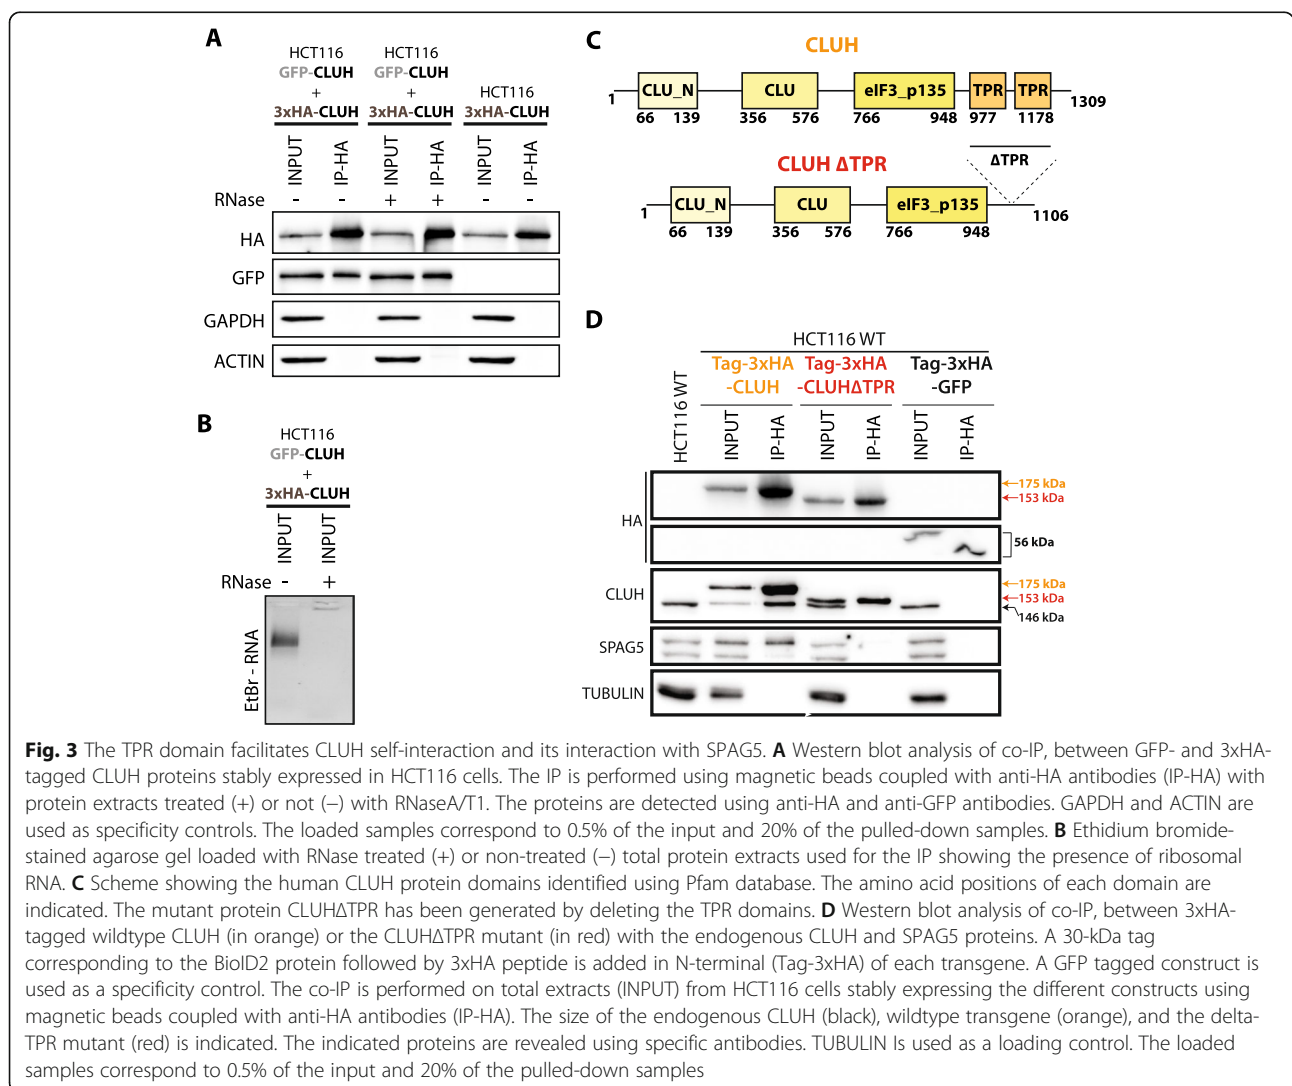 A
HCT116
GFP-CLUH
+
3xHA-CLUH
HCT116
GFP-CLUH
+
3xHA-CLUH
HCT116
INPUT
IP-HA
INPUT
IP-HA
INPUT
IP-HA
RNase - - + + - -
HA
GFP
GAPDH
ACTIN
B
HCT116
GFP-CLUH
+
3xHA-CLUH
INPUT
INPUT
RNase - +
EtBr - RNA
C
CLUH
CLU_N CLU eIF3_p135 TPR TPR
1 66 139 356 576 766 948 977 1178 1309
CLUH ΔTPR
ΔTPR
CLU_N CLU eIF3_p135
1 66 139 356 576 766 948 1106
D
HCT116 WT
HCT116 WT
Tag-3xHA
-CLUH
Tag-3xHA
-CLUHΔTPR
Tag-3xHA
-GFP
INPUT
IP-HA
INPUT
IP-HA
INPUT
IP-HA
HA
175 kDa
153 kDa
56 kDa
CLUH
175 kDa
153 kDa
146 kDa
SPAG5
TUBULIN
Fig. 3 The TPR domain facilitates CLUH self-interaction and its interaction with SPAG5. A Western blot analysis of co-IP, between GFP- and 3xHA-
tagged CLUH proteins stably expressed in HCT116 cells. The IP is performed using magnetic beads coupled with anti-HA antibodies (IP-HA) with
protein extracts treated (+) or not (−) with RNaseA/T1. The proteins are detected using anti-HA and anti-GFP antibodies. GAPDH and ACTIN are
used as specificity controls. The loaded samples correspond to 0.5% of the input and 20% of the pulled-down samples. B Ethidium bromide-
stained agarose gel loaded with RNase treated (+) or non-treated (−) total protein extracts used for the IP showing the presence of ribosomal
RNA. C Scheme showing the human CLUH protein domains identified using Pfam database. The amino acid positions of each domain are
indicated. The mutant protein CLUHΔTPR has been generated by deleting the TPR domains. D Western blot analysis of co-IP, between 3xHA-
tagged wildtype CLUH (in orange) or the CLUHΔTPR mutant (in red) with the endogenous CLUH and SPAG5 proteins. A 30-kDa tag
corresponding to the BioID2 protein followed by 3xHA peptide is added in N-terminal (Tag-3xHA) of each transgene. A GFP tagged construct is
used as a specificity control. The co-IP is performed on total extracts (INPUT) from HCT116 cells stably expressing the different constructs using
magnetic beads coupled with anti-HA antibodies (IP-HA). The size of the endogenous CLUH (black), wildtype transgene (orange), and the delta-
TPR mutant (red) is indicated. The indicated proteins are revealed using specific antibodies. TUBULIN Is used as a loading control. The loaded
samples correspond to 0.5% of the input and 20% of the pulled-down samples